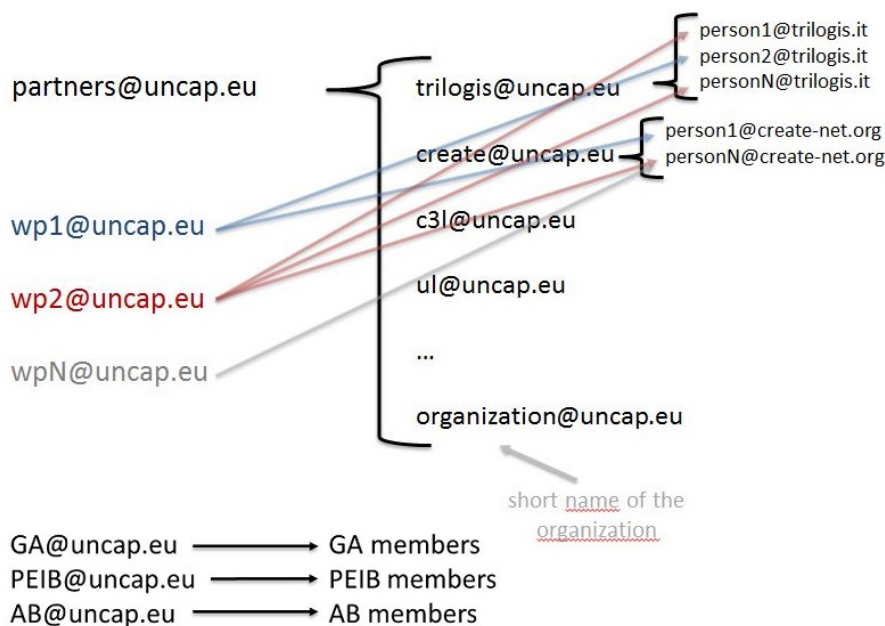 person1@trilogis.it
person2@trilogis.it
partners@uncap.eu
trilogis@uncap.eu
personN@trilogis.it
person1@create-net.org
create@uncap.eu
personN@create-net.org
wp1@uncap.eu
c3l@uncap.eu
wp2@uncap.eu
ul@uncap.eu
wpN@uncap.eu
...
organization@uncap.eu
short name of the
organization
GA@uncap.eu GA members
PEIB@uncap.eu PEIB members
AB@uncap.eu AB members